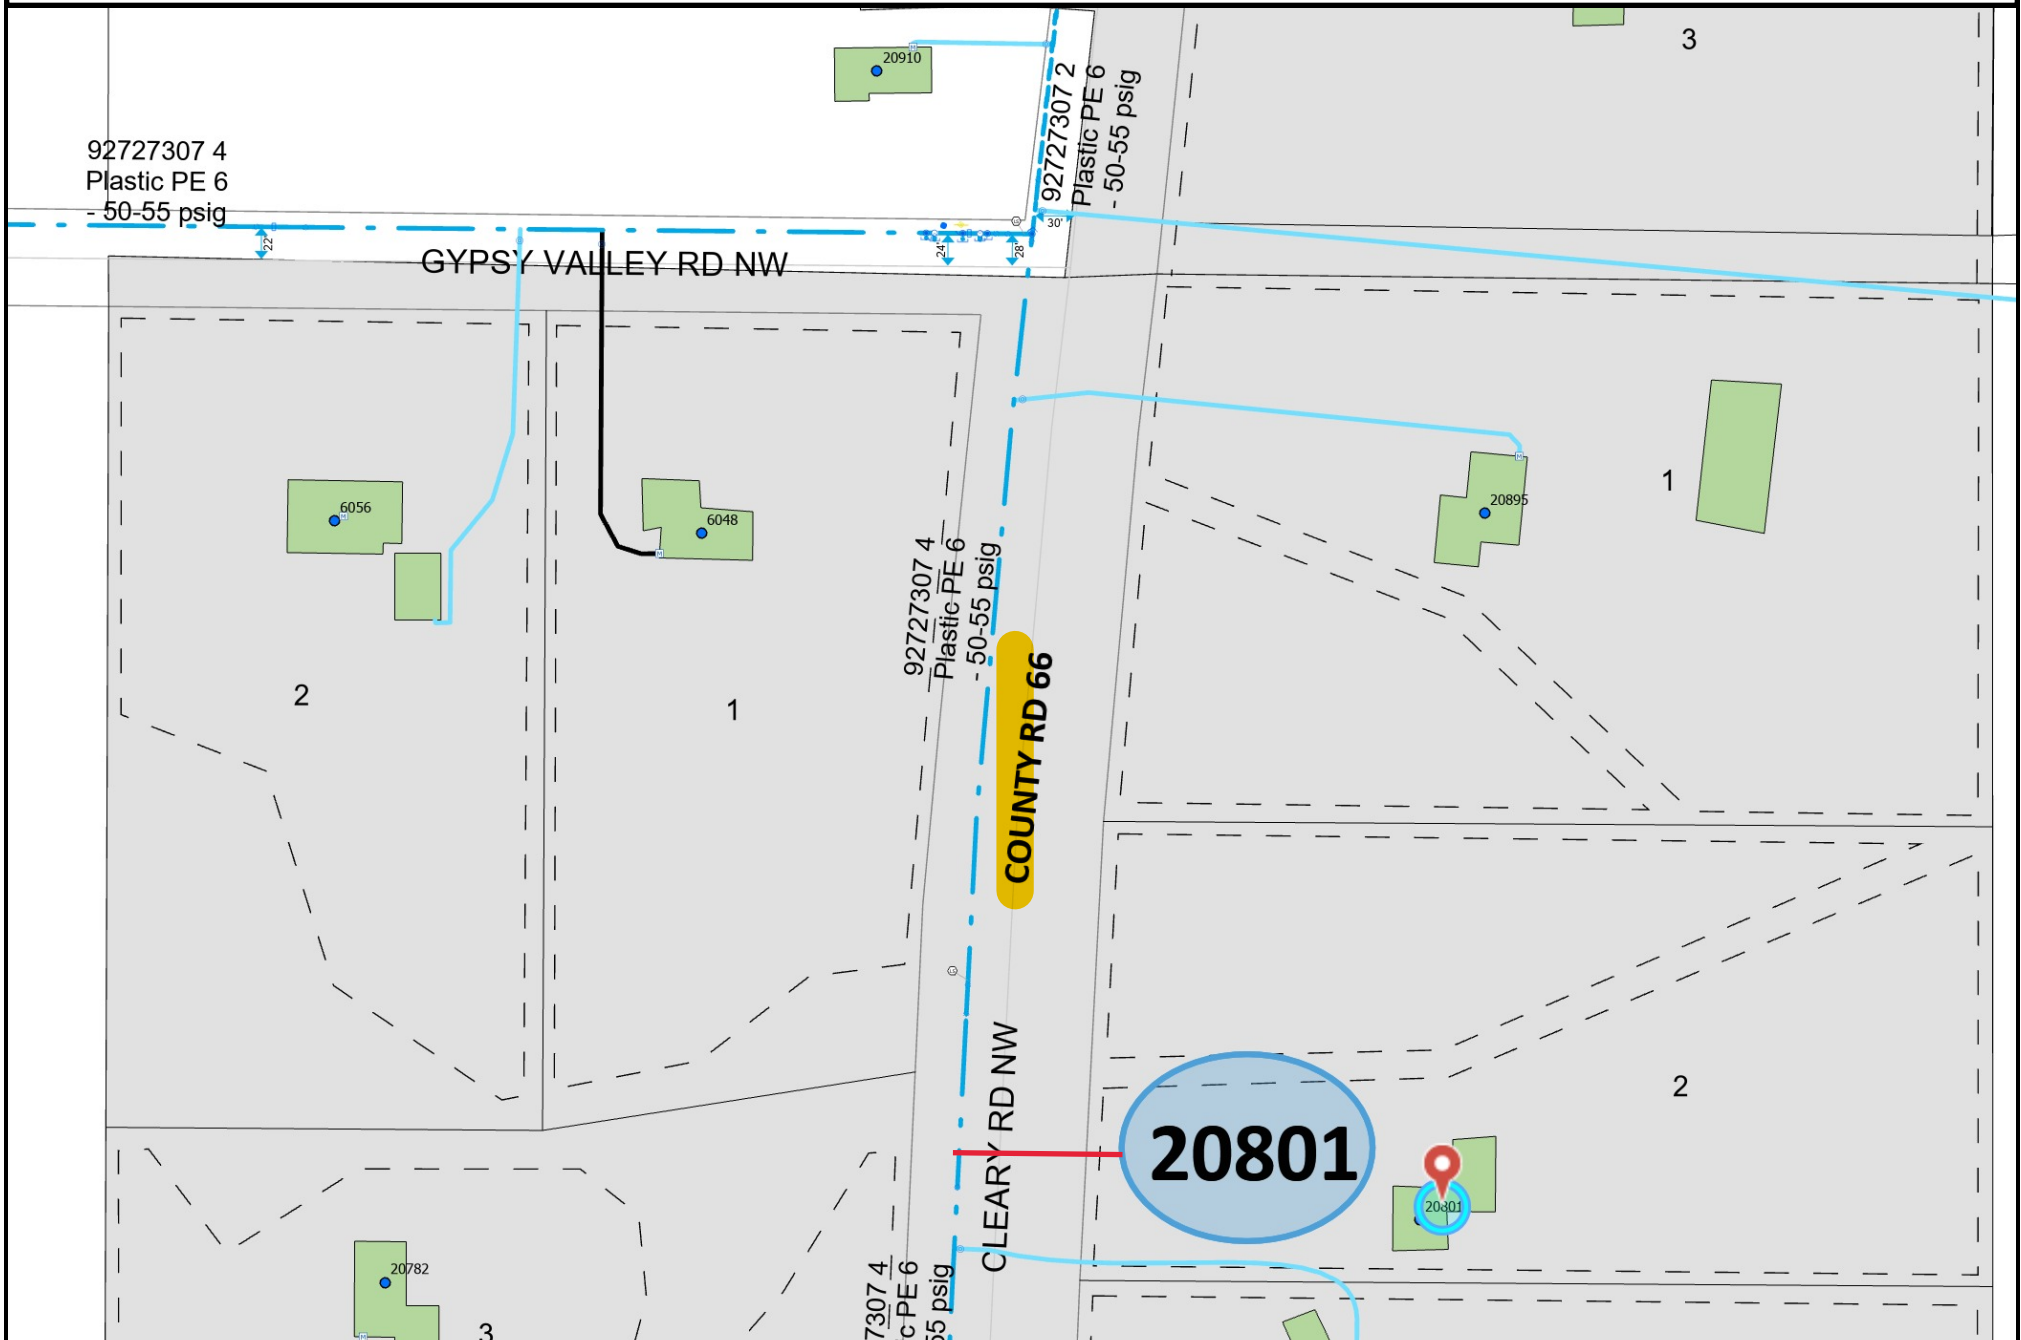 3
20910
92727307 2
Plastic PE 6
- 50-55 psig
92727307 4
Plastic PE 6
- 50-55 psig
30'
22'
24'
28'
GYPSY VALLEY RD NW
6056
6048
20895
1
92727307 4
Plastic PE 6
- 50-55 psig
COUNTY RD 66
2
1
CLEARY RD NW
2
20801
20801
20782
7307 4
c PE 6
55 psig
3